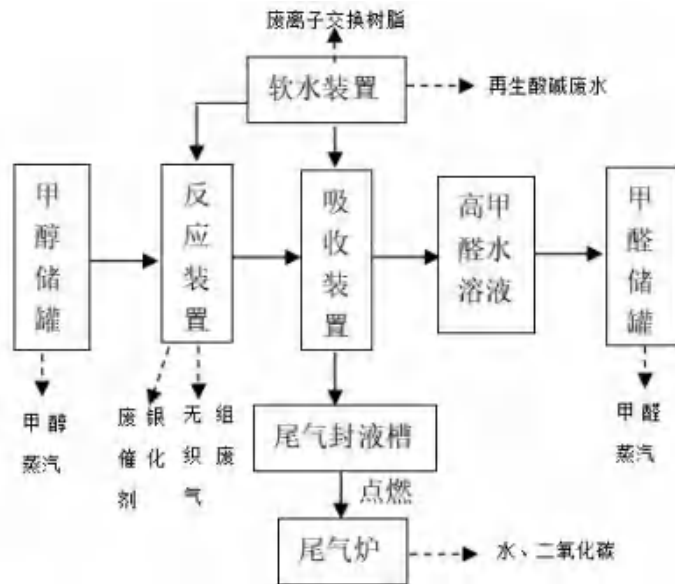 废离子交换树脂
软水装置
再生酸碱废水
甲醇储罐
反应装置
吸收装置
高甲
醛水
溶液
甲醛储罐
甲醇
蒸汽
废银
催化
剂
无组
织废
气
甲醛
蒸汽
尾气封液槽
点燃
尾气炉
水、二氧化碳